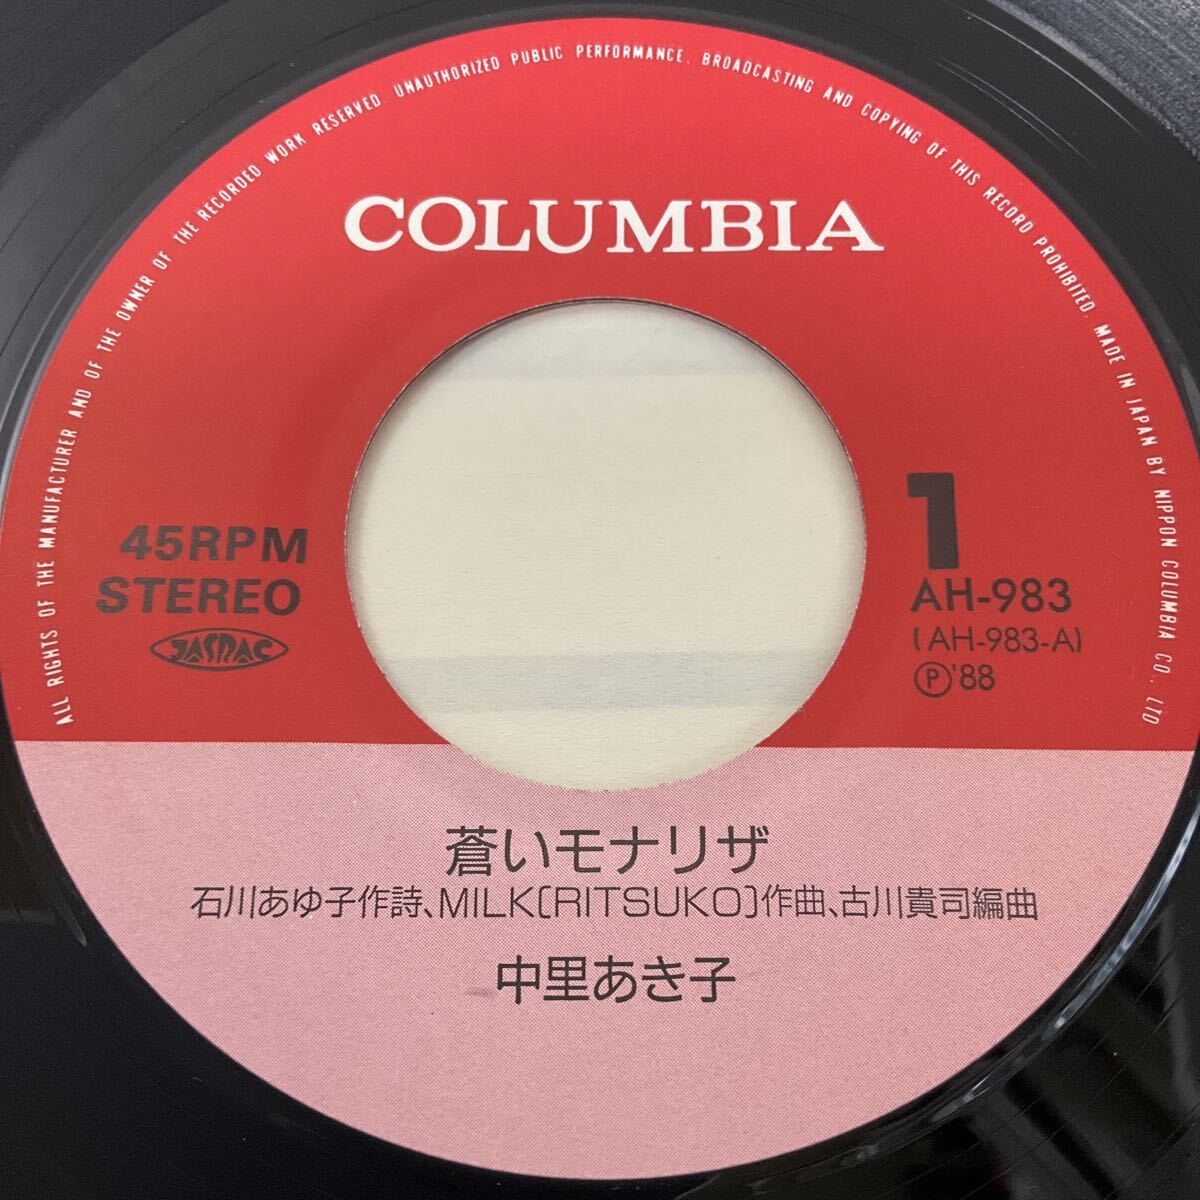 ALL RIGHTS OF THE MANUFACTURER AND OF THE OWNER OF THE RECORDED WORK RESERVED. UNAUTHORIZED PUBLIC PERFORMANCE. BROADCASTING AND COPYING OF THIS RECORD PROHIBITED. MADE IN JAPAN BY NIPPON COLUMBIA CO., LTD
COLUMBIA
45RPM
STEREO
JASRAC
1
AH-983
(AH-983-A)
Ⓟ'88
蒼いモナリザ
石川あゆ子作詩、MILK(RITSUKO)作曲、古川貴司編曲
中里あき子